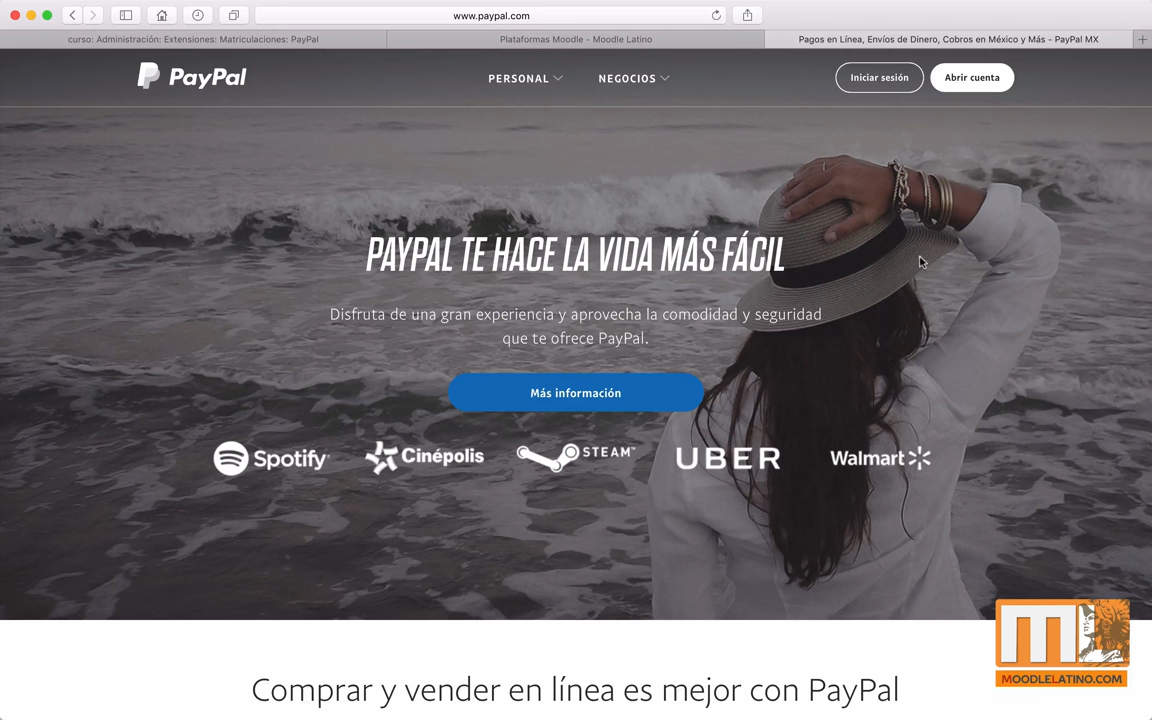 www.paypal.com
curso: Administración: Extensiones: Matriculaciones: PayPal
Plataformas Moodle - Moodle Latino
Pagos en Línea, Envíos de Dinero, Cobros en México y Más - PayPal MX
PayPal
PERSONAL
NEGOCIOS
Iniciar sesión
Abrir cuenta
PAYPAL TE HACE LA VIDA MÁS FÁCIL
Disfruta de una gran experiencia y aprovecha la comodidad y seguridad
que te ofrece PayPal.
Más información
Spotify
Cinépolis
STEAM™
UBER
Walmart
M
MOODLELATINO.COM
Comprar y vender en línea es mejor con PayPal